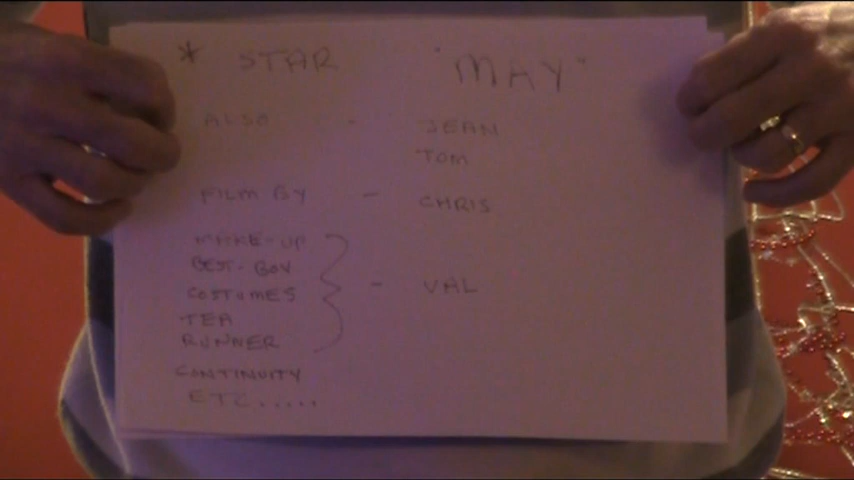 * STAR "MAY"
ALSO - JEAN
TOM
FILM BY - CHRIS
MAKE-UP
BEST-BOY
COSTUMES - VAL
TEA
RUNNER
CONTINUITY
ETC.....